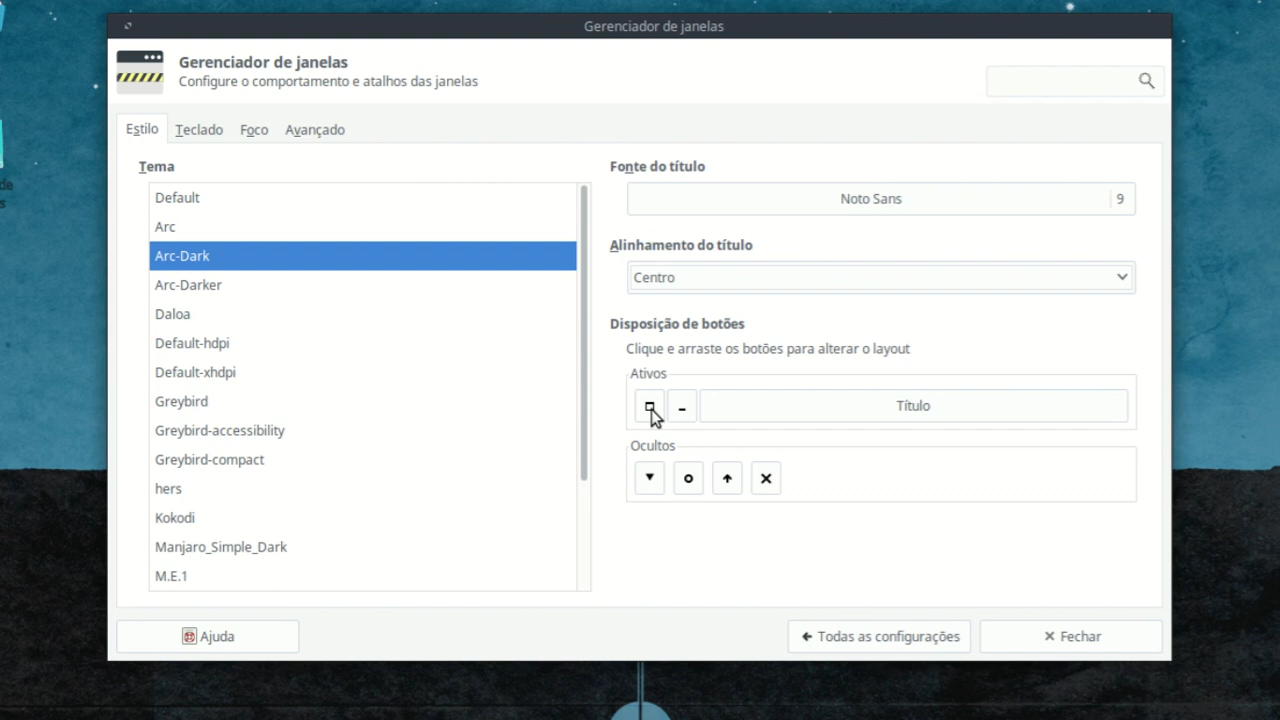 Gerenciador de janelas
Gerenciador de janelas
Configure o comportamento e atalhos das janelas
Estilo Teclado Foco Avançado
Tema
Default
Arc
Arc-Dark
Arc-Darker
Daloa
Default-hdpi
Default-xhdpi
Greybird
Greybird-accessibility
Greybird-compact
hers
Kokodi
Manjaro_Simple_Dark
M.E.1
Fonte do título
Noto Sans 9
Alinhamento do título
Centro
Disposição de botões
Clique e arraste os botões para alterar o layout
Ativos
Título
Ocultos
de
s
Ajuda
Todas as configurações
Fechar